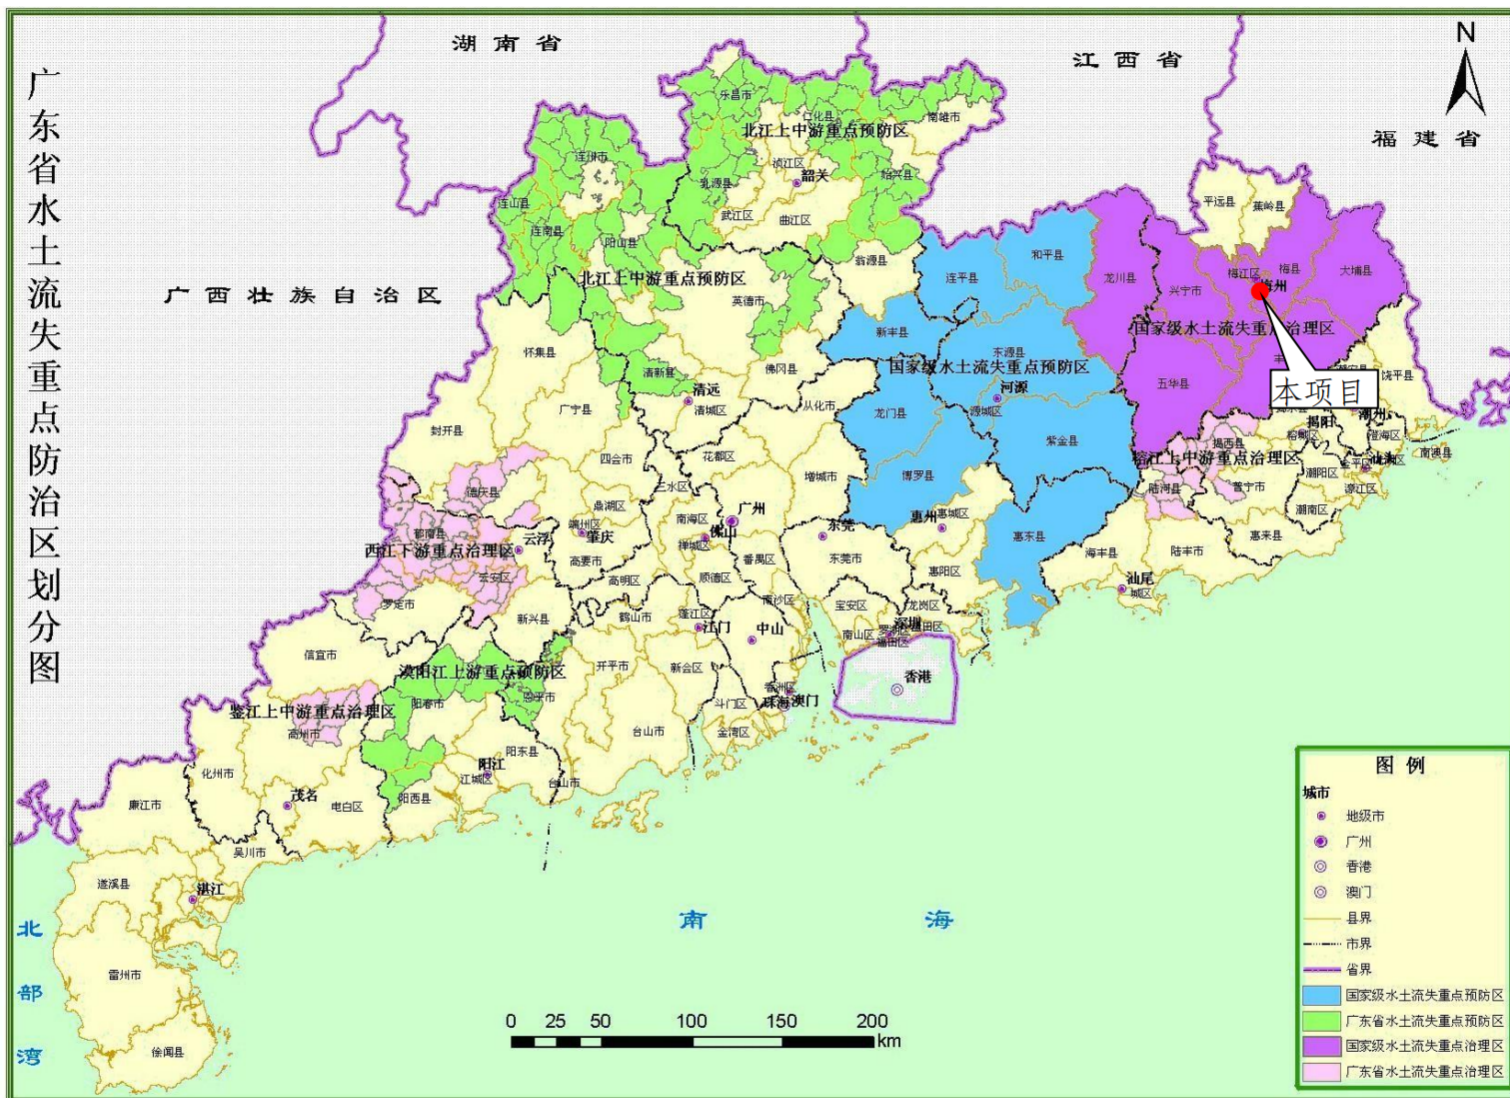 广东省水土流失重点防治区划分图
湖南省
江西省
福建省
广西壮族自治区
N
乐昌市
仁化县
南雄市
北江上中游重点预防区
浈江区
韶关
乳源县
始兴县
武江区
曲江区
翁源县
连州市
连山县
连南县
阳山县
北江上中游重点预防区
英德市
平远县
蕉岭县
连平县
和平县
龙川县
兴宁市
梅江区
梅县
梅州
大埔县
国家级水土流失重点治理区
五华县
丰
本项目
新丰县
东源县
国家级水土流失重点预防区
河源
源城区
龙门县
紫金县
博罗县
怀集县
清新县
清远
清城区
佛冈县
从化市
广宁县
封开县
四会市
花都区
增城市
三水区
饶平县
潮州
揭阳
榕城区
澄海区
南澳县
揭西县
榕江上中游重点治理区
潮阳区
汕头
金平区
濠江区
陆河县
普宁市
潮南区
惠来县
德庆县
鼎湖区
端州区
肇庆
南海区
广州
佛山
禅城区
郁南县
西江下游重点治理区
云浮
云安区
高要市
高明区
顺德区
番禺区
东莞
东莞市
惠州
惠城区
惠东县
海丰县
陆丰市
汕尾
城区
惠阳区
罗定市
新兴县
鹤山市
蓬江区
江门
中山
南沙区
宝安区
龙岗区
深圳
南山区
罗湖区
福田区
盐田区
香港
信宜市
漠阳江上游重点预防区
开平市
新会区
恩平市
阳春市
香洲区
珠海
澳门
斗门区
金湾区
鉴江上中游重点治理区
高州市
台山市
阳东县
阳江
江城区
台山市
化州市
茂名
电白区
阳西县
廉江市
吴川市
遂溪县
湛江
雷州市
徐闻县
北部湾
南海
0 25 50 100 150 200
km
图例
城市
地级市
广州
香港
澳门
县界
市界
省界
国家级水土流失重点预防区
广东省水土流失重点预防区
国家级水土流失重点治理区
广东省水土流失重点治理区